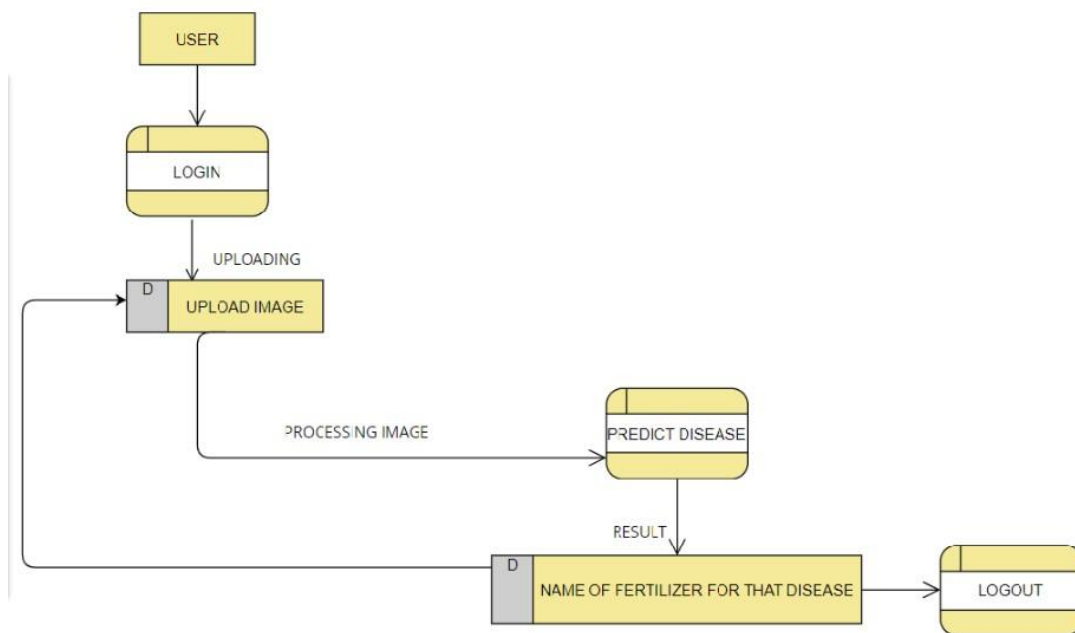 USER
LOGIN
UPLOADING
D
UPLOAD IMAGE
PROCESSING IMAGE
PREDICT DISEASE
RESULT
D
NAME OF FERTILIZER FOR THAT DISEASE
LOGOUT